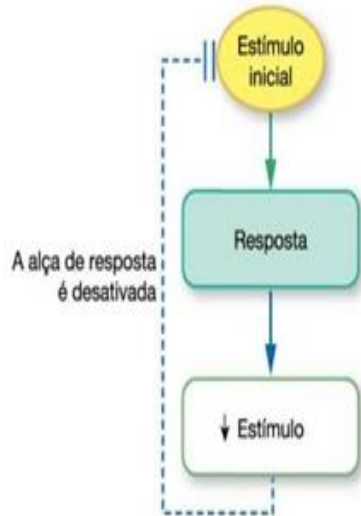 Estímulo
inicial
Resposta
A alça de resposta
é desativada
↓ Estímulo